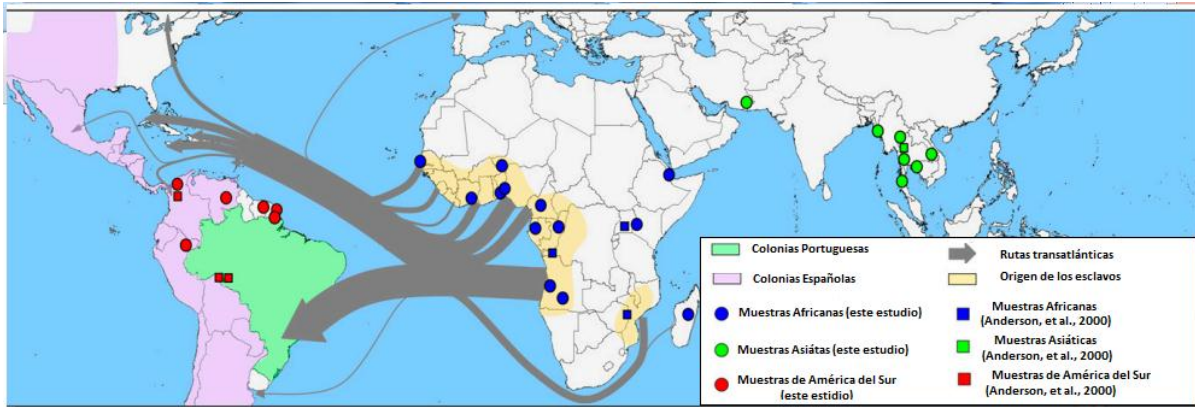 Colonias Portuguesas
Rutas transatlánticas
Colonias Españolas
Origen de los esclavos
Muestras Africanas (este estudio)
Muestras Africanas
(Anderson, et al., 2000)
Muestras Asiátas (este estudio)
Muestras Asiáticas
(Anderson, et al., 2000)
Muestras de América del Sur
(este estidio)
Muestras de América del Sur
(Anderson, et al., 2000)